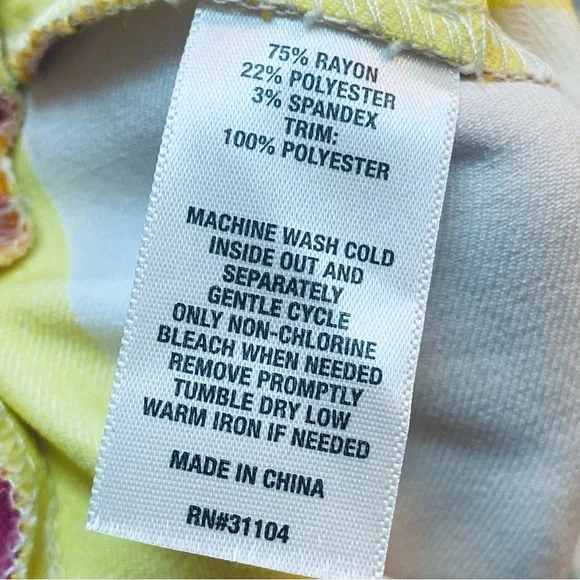 75% RAYON
22% POLYESTER
3% SPANDEX
TRIM:
100% POLYESTER
MACHINE WASH COLD
INSIDE OUT AND
SEPARATELY
GENTLE CYCLE
ONLY NON-CHLORINE
BLEACH WHEN NEEDED
REMOVE PROMPTLY
TUMBLE DRY LOW
WARM IRON IF NEEDED
MADE IN CHINA
RN#31104